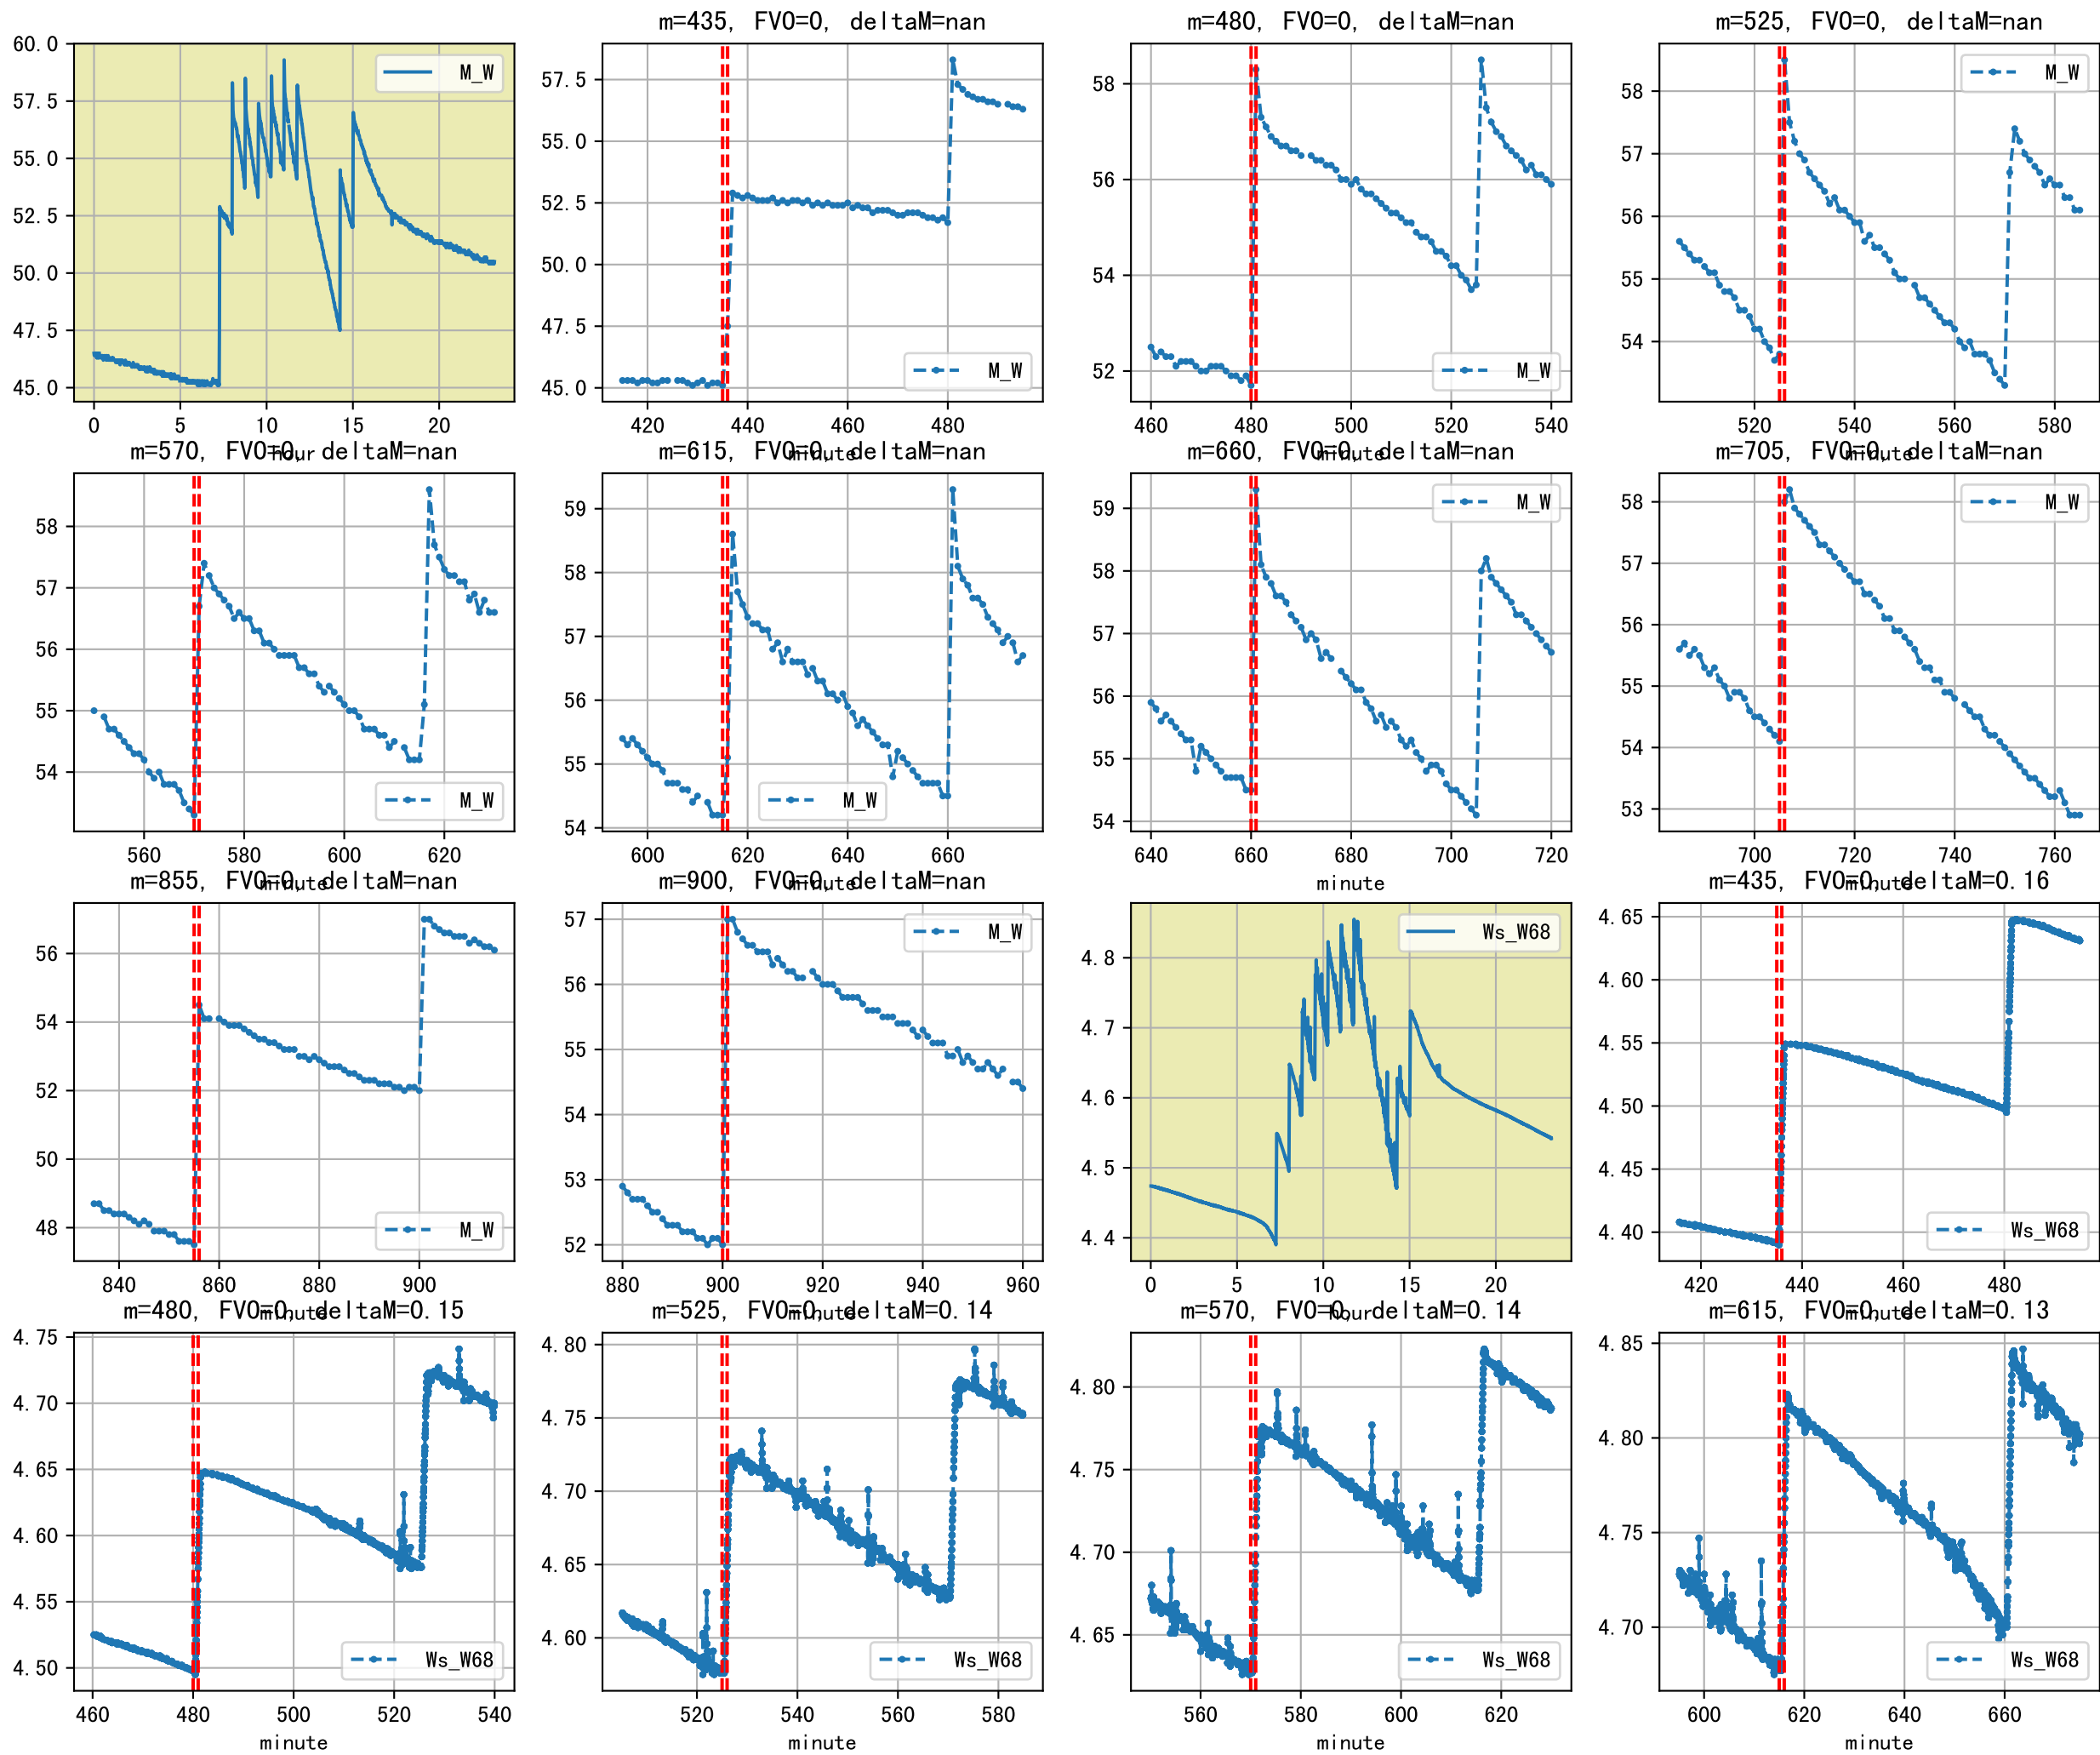 m=435, FVO=0, deltaM=nan
m=480, FVO=0, deltaM=nan
m=525, FVO=0, deltaM=nan
60.0
57.5
55.0
52.5
50.0
47.5
45.0
M_W
0 5 10 15 20
hour
57.5
55.0
52.5
50.0
47.5
45.0
M_W
420 440 460 480
minute
58
56
54
52
M_W
460 480 500 520 540
minute
58
57
56
55
54
M_W
520 540 560 580
minute
m=570, FVO=0, deltaM=nan
m=615, FVO=0, deltaM=nan
m=660, FVO=0, deltaM=nan
m=705, FVO=0, deltaM=nan
58
57
56
55
54
M_W
560 580 600 620
minute
59
58
57
56
55
54
M_W
600 620 640 660
minute
59
58
57
56
55
54
M_W
640 660 680 700 720
minute
58
57
56
55
54
53
M_W
700 720 740 760
minute
m=855, FVO=0, deltaM=nan
m=900, FVO=0, deltaM=nan
m=435, FVO=0, deltaM=0.16
56
54
52
50
48
M_W
840 860 880 900
minute
57
56
55
54
53
52
M_W
880 900 920 940 960
minute
4.8
4.7
4.6
4.5
4.4
Ws_W68
0 5 10 15 20
hour
4.65
4.60
4.55
4.50
4.45
4.40
Ws_W68
420 440 460 480
minute
m=480, FVO=0, deltaM=0.15
m=525, FVO=0, deltaM=0.14
m=570, FVO=0, deltaM=0.14
m=615, FVO=0, deltaM=0.13
4.75
4.70
4.65
4.60
4.55
4.50
Ws_W68
460 480 500 520 540
minute
4.80
4.75
4.70
4.65
4.60
Ws_W68
520 540 560 580
minute
4.80
4.75
4.70
4.65
Ws_W68
560 580 600 620
minute
4.85
4.80
4.75
4.70
Ws_W68
600 620 640 660
minute